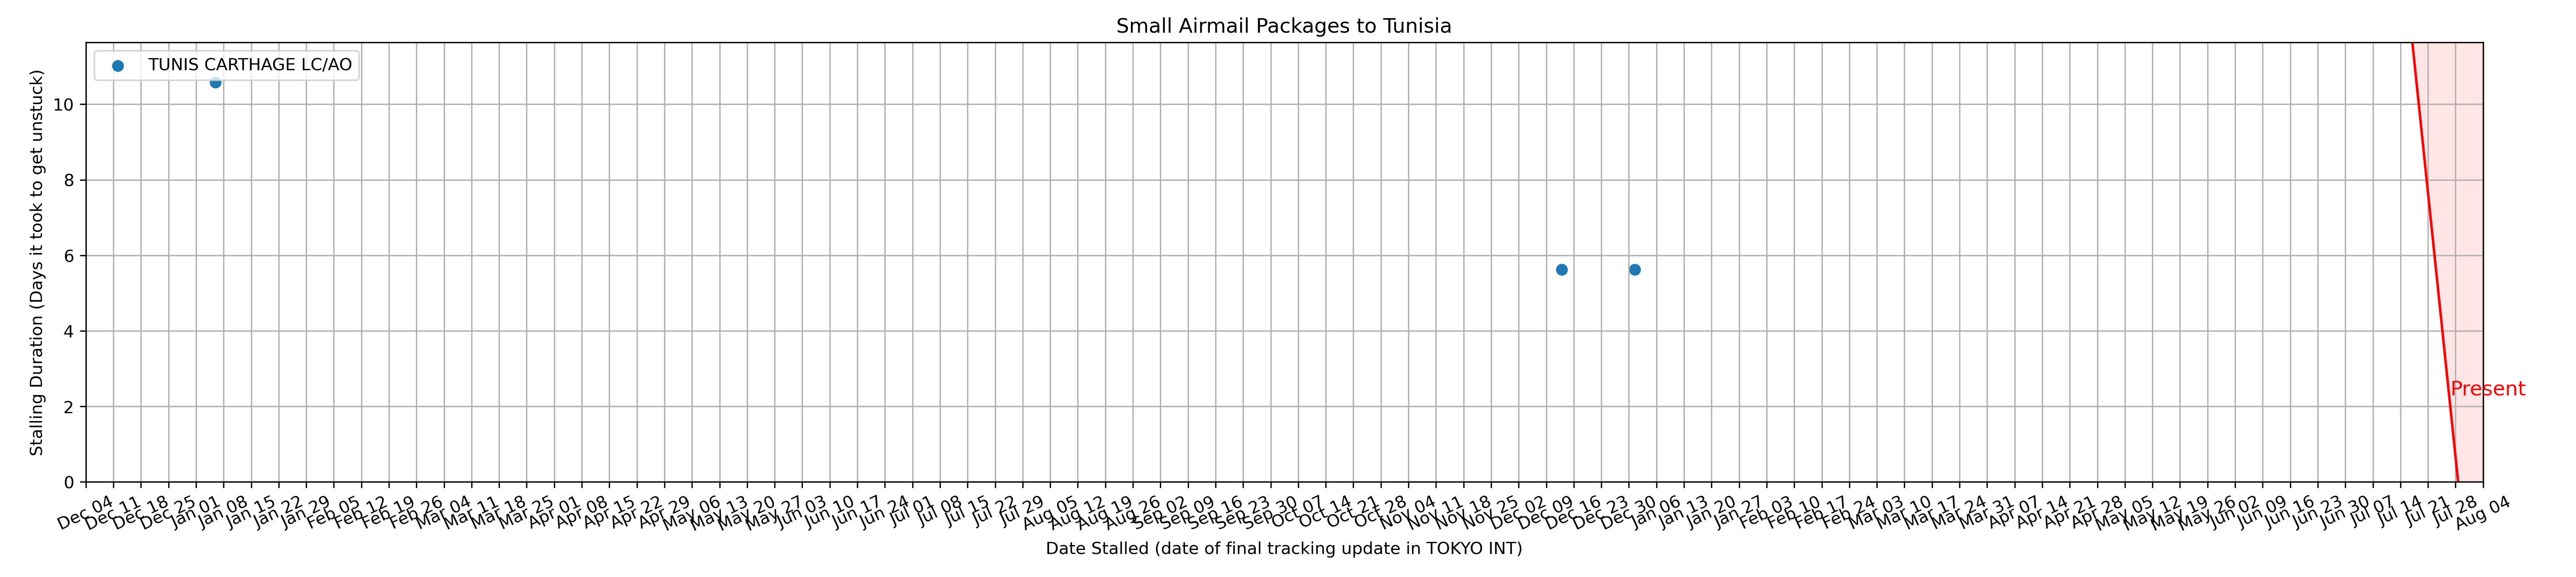 Small Airmail Packages to Tunisia
TUNIS CARTHAGE LC/AO
Stalling Duration (Days it took to get unstuck)
10
8
6
4
2
0
Present
Dec 04
Dec 11
Dec 18
Dec 25
Jan 01
Jan 08
Jan 15
Jan 22
Jan 29
Feb 05
Feb 12
Feb 19
Feb 26
Mar 04
Mar 11
Mar 18
Mar 25
Apr 01
Apr 08
Apr 15
Apr 22
Apr 29
May 06
May 13
May 20
May 27
Jun 03
Jun 10
Jun 17
Jun 24
Jul 01
Jul 08
Jul 15
Jul 22
Jul 29
Aug 05
Aug 12
Aug 19
Aug 26
Sep 02
Sep 09
Sep 16
Sep 23
Sep 30
Oct 07
Oct 14
Oct 21
Oct 28
Nov 04
Nov 11
Nov 18
Nov 25
Dec 02
Dec 09
Dec 16
Dec 23
Dec 30
Jan 06
Jan 13
Jan 20
Jan 27
Feb 03
Feb 10
Feb 17
Feb 24
Mar 03
Mar 10
Mar 17
Mar 24
Mar 31
Apr 07
Apr 14
Apr 21
Apr 28
May 05
May 12
May 19
May 26
Jun 02
Jun 09
Jun 16
Jun 23
Jun 30
Jul 07
Jul 14
Jul 21
Jul 28
Aug 04
Date Stalled (date of final tracking update in TOKYO INT)